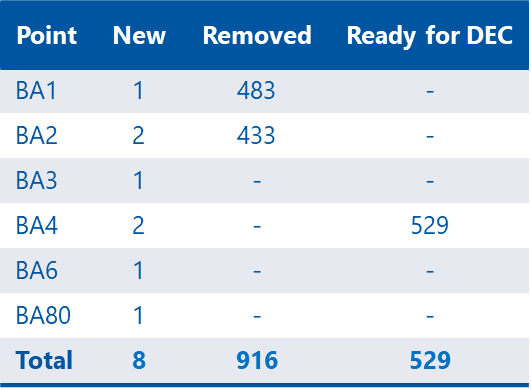 Point New Removed Ready for DEC
BA1 1 483 -
BA2 2 433 -
BA3 1 - -
BA4 2 - 529
BA6 1 - -
BA80 1 - -
Total 8 916 529